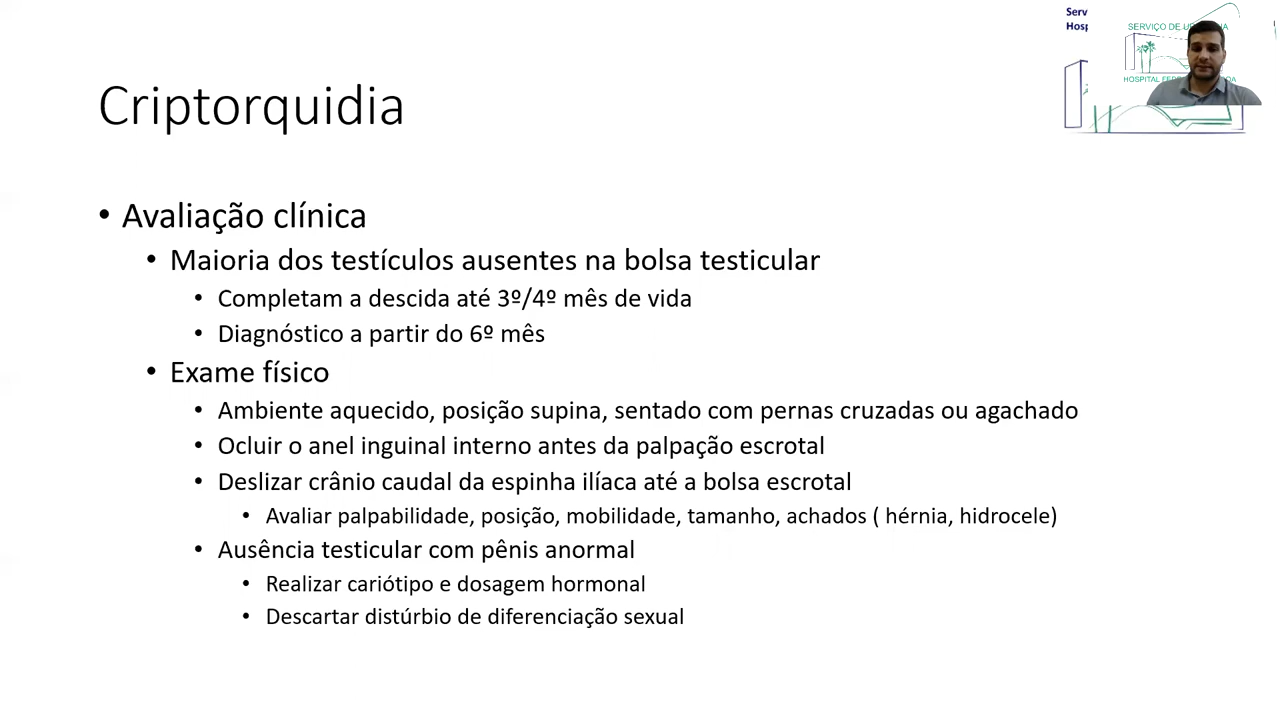 Serv
Hosp
SERVIÇO DE
HOSPITAL
Criptorquidia
• Avaliação clínica
• Maioria dos testículos ausentes na bolsa testicular
• Completam a descida até 3º/4º mês de vida
• Diagnóstico a partir do 6º mês
• Exame físico
• Ambiente aquecido, posição supina, sentado com pernas cruzadas ou agachado
• Ocluir o anel inguinal interno antes da palpação escrotal
• Deslizar crânio caudal da espinha ilíaca até a bolsa escrotal
• Avaliar palpabilidade, posição, mobilidade, tamanho, achados ( hérnia, hidrocele)
• Ausência testicular com pênis anormal
• Realizar cariótipo e dosagem hormonal
• Descartar distúrbio de diferenciação sexual